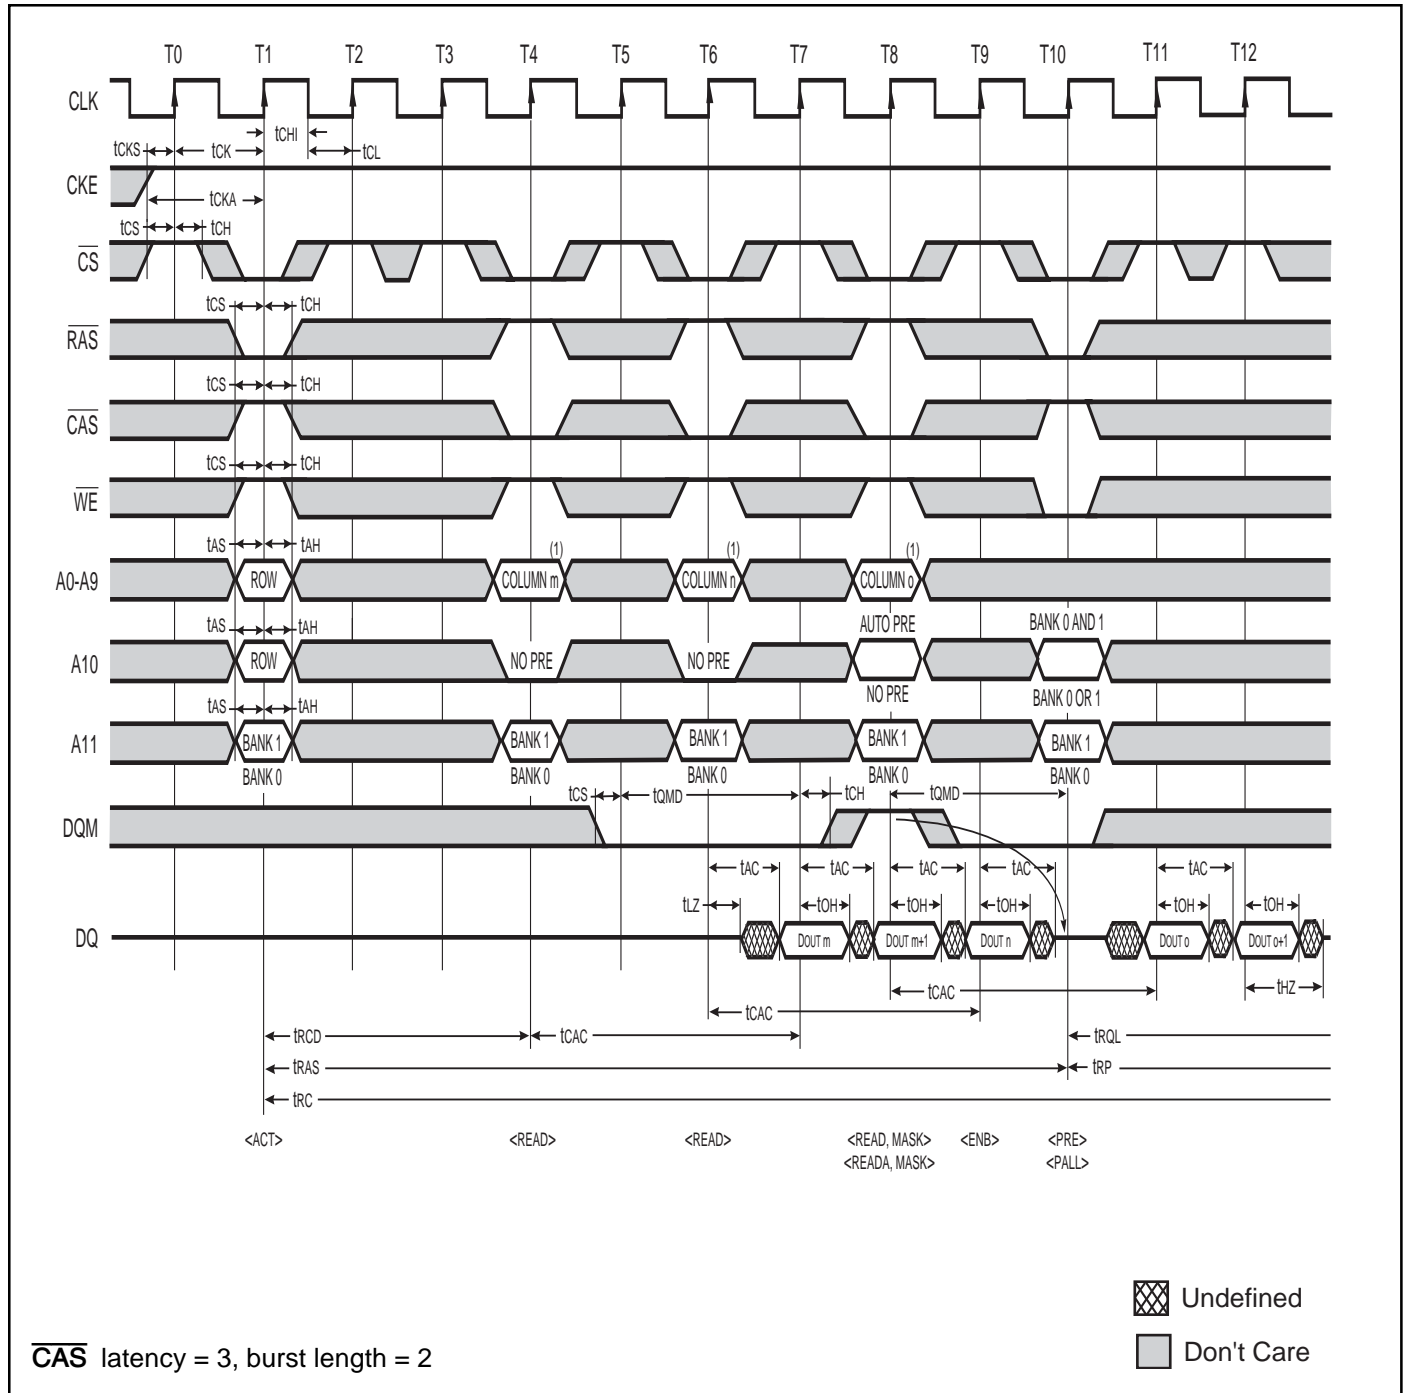 T0 T1 T2 T3 T4 T5 T6 T7 T8 T9 T10 T11 T12
CLK
tCHI
tCKS tCK tCL
CKE
tCKA
tCS tCH
CS
tCS tCH
RAS
tCS tCH
CAS
tCS tCH
WE
tAS tAH (1) (1) (1)
A0-A9 ROW COLUMN m COLUMN n COLUMN o
tAS tAH AUTO PRE BANK 0 AND 1
A10 ROW NO PRE NO PRE
NO PRE BANK 0 OR 1
tAS tAH
A11 BANK 1 BANK 1 BANK 1 BANK 1 BANK 1
BANK 0 BANK 0 BANK 0 BANK 0 BANK 0
tCS tQMD tCH tQMD
DQM
tAC tAC tAC tAC tAC
tLZ tOH tOH tOH tOH tOH
DQ DOUT m DOUT m+1 DOUT n DOUT o DOUT o+1
tCAC tHZ
tCAC
tRCD tCAC tRQL
tRAS tRP
tRC
<ACT> <READ> <READ> <READ, MASK> <ENB> <PRE>
<READA, MASK> <PALL>
Undefined
Don't Care
CAS latency = 3, burst length = 2